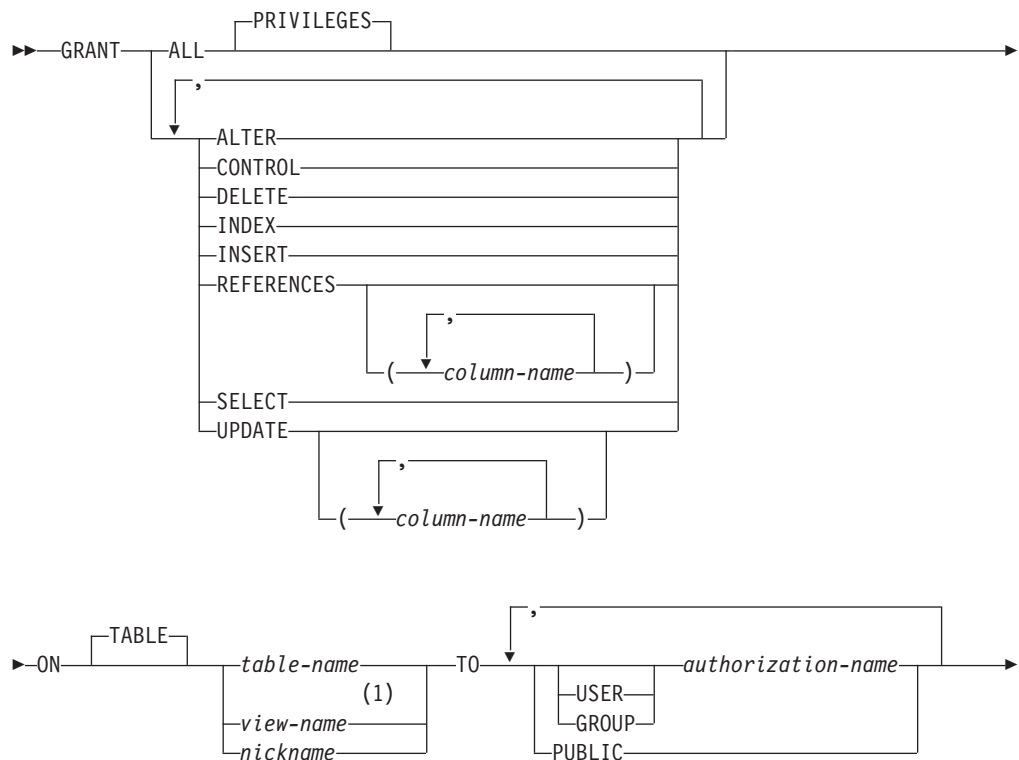 PRIVILEGES
GRANT ALL
,
ALTER
CONTROL
DELETE
INDEX
INSERT
REFERENCES
,
( column-name )
SELECT
UPDATE
,
( column-name )
,
TABLE
ON table-name TO authorization-name
(1) USER
view-name GROUP
nickname PUBLIC